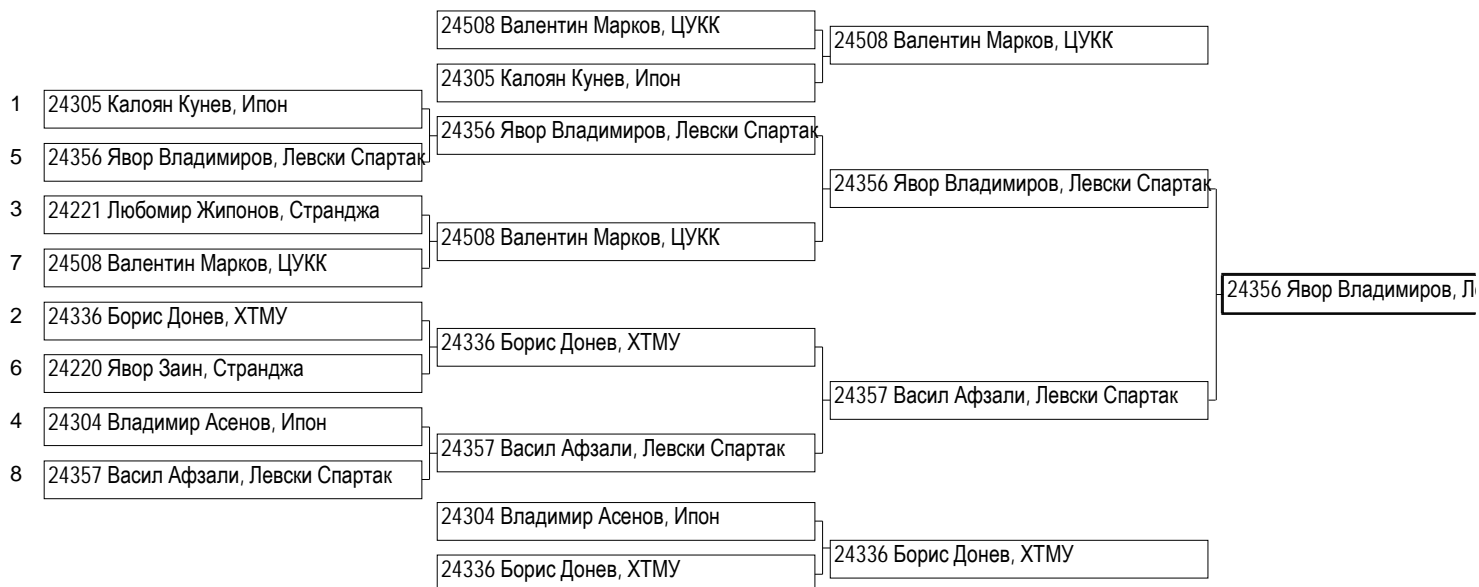 24508 Валентин Марков, ЦУКК
24508 Валентин Марков, ЦУКК
24305 Калоян Кунев, Ипон
1 24305 Калоян Кунев, Ипон
24356 Явор Владимиров, Левски Спартак
5 24356 Явор Владимиров, Левски Спартак
24356 Явор Владимиров, Левски Спартак
3 24221 Любомир Жипонов, Странджа
24508 Валентин Марков, ЦУКК
7 24508 Валентин Марков, ЦУКК
24356 Явор Владимиров,
2 24336 Борис Донев, ХТМУ
24336 Борис Донев, ХТМУ
6 24220 Явор Заин, Странджа
24357 Васил Афзали, Левски Спартак
4 24304 Владимир Асенов, Ипон
24357 Васил Афзали, Левски Спартак
8 24357 Васил Афзали, Левски Спартак
24304 Владимир Асенов, Ипон
24336 Борис Донев, ХТМУ
24336 Борис Донев, ХТМУ